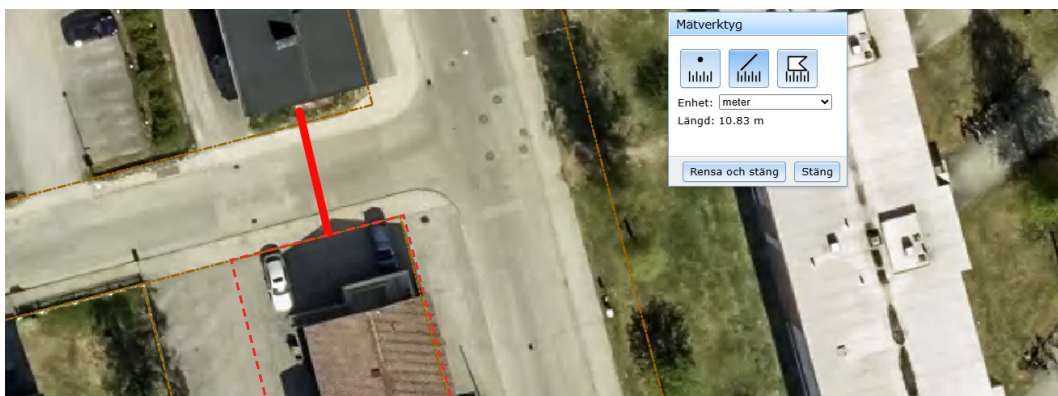 Mätverktyg
Enhet: meter
Längd: 10.83 m
Rensa och stäng Stäng